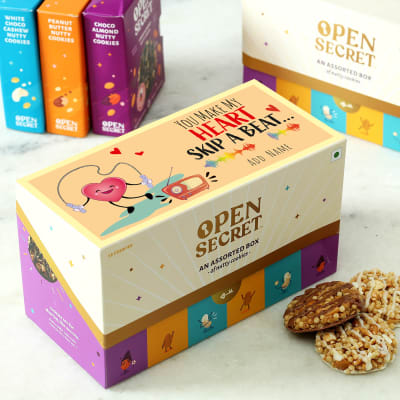 WHITE
CHOCO
CASHEW
NUTTY
COOKIES
OPEN
SECRET
PEANUT
BUTTER
NUTTY
COOKIES
OPEN
SECRET
CHOCO
ALMOND
NUTTY
COOKIES
OPEN
SECRET
OPEN
SECRET
AN ASSORTED BOX
of nutty cookies
YOU MAKE MY
HEART
SKIP A BEAT...
ADD NAME
OPEN
SECRET
AN ASSORTED BOX
- of nutty cookies -